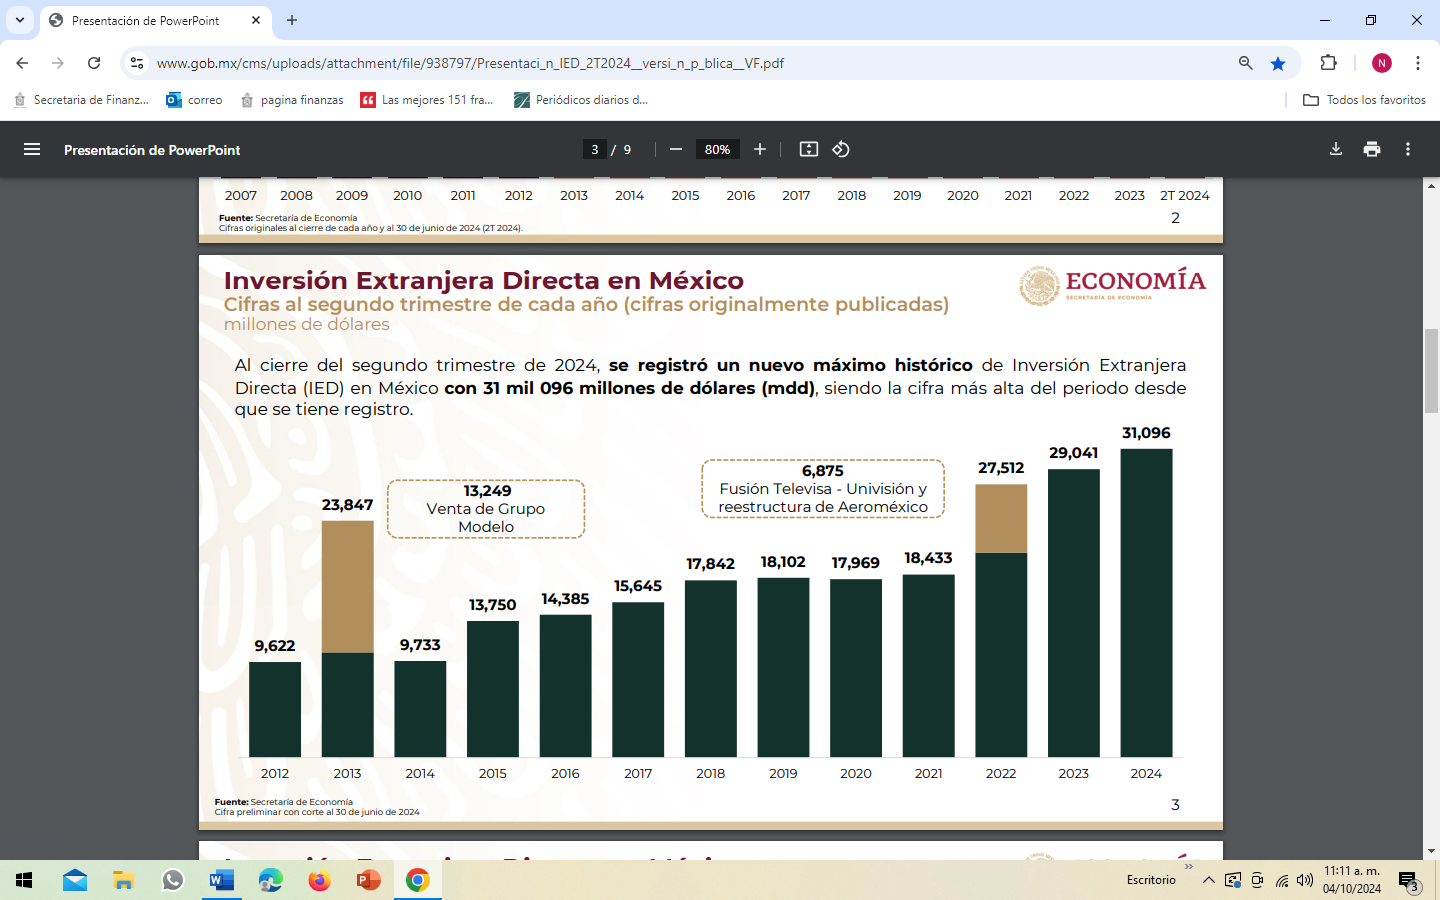 Presentación de PowerPoint
www.gob.mx/cms/uploads/attachment/file/938797/Presentaci_n_IED_2T2024__versi_n_p_blica__VF.pdf
N
Secretaria de Finanz...
correo
pagina finanzas
Las mejores 151 fra...
Periódicos diarios d...
Todos los favoritos
Presentación de PowerPoint
3 / 9
80%
2007 2008 2009 2010 2011 2012 2013 2014 2015 2016 2017 2018 2019 2020 2021 2022 2023 2T 2024
Fuente: Secretaría de Economía
Cifras originales al cierre de cada año y al 30 de junio de 2024 (2T 2024).
2
Inversión Extranjera Directa en México
Cifras al segundo trimestre de cada año (cifras originalmente publicadas)
millones de dólares
ECONOMÍA
SECRETARÍA DE ECONOMÍA
Al cierre del segundo trimestre de 2024, se registró un nuevo máximo histórico de Inversión Extranjera
Directa (IED) en México con 31 mil 096 millones de dólares (mdd), siendo la cifra más alta del periodo desde
que se tiene registro.
9,622
23,847
13,249
Venta de Grupo
Modelo
9,733
13,750
14,385
15,645
17,842
18,102
17,969
18,433
6,875
Fusión Televisa - Univisión y
reestructura de Aeroméxico
27,512
29,041
31,096
2012 2013 2014 2015 2016 2017 2018 2019 2020 2021 2022 2023 2024
Fuente: Secretaría de Economía
Cifra preliminar con corte al 30 de junio de 2024
3
Escritorio
11:11 a. m.
04/10/2024
3